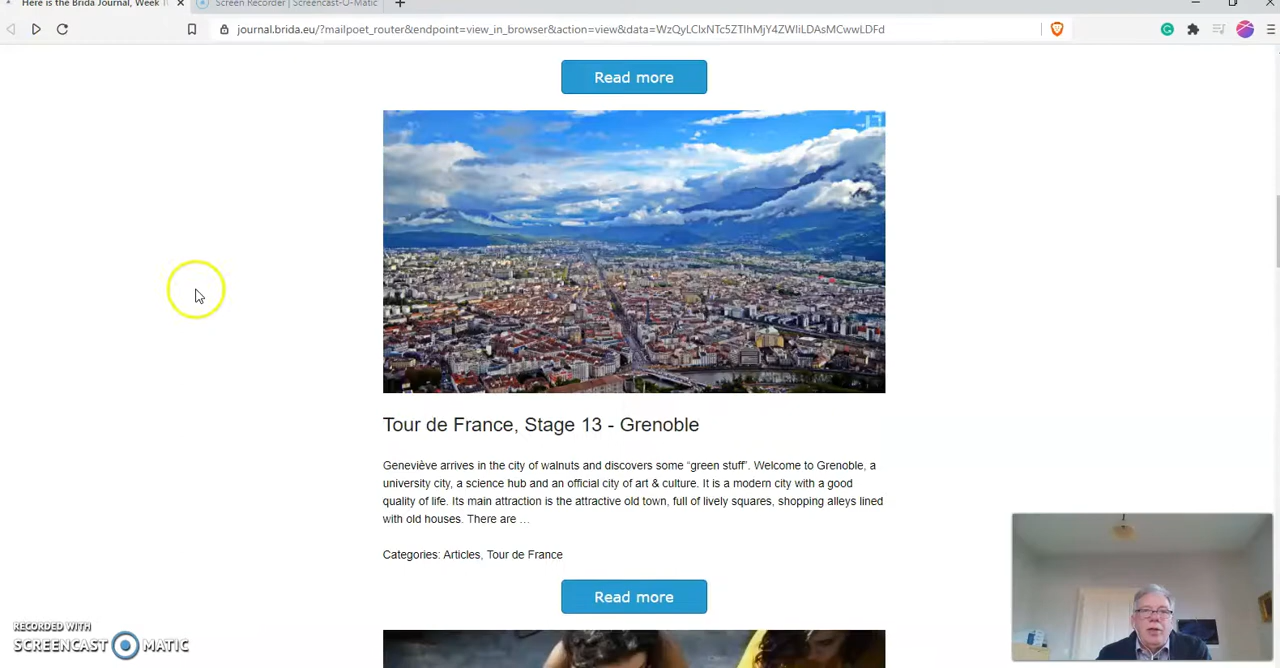 Here is the Brida Journal, Week
Screen Recorder | Screencast-O-Matic
journal.brida.eu/?mailpoet_router&endpoint=view_in_browser&action=view&data=WzQyLClxNTc5ZTlhMjY4ZWIiLDAsMCwwLDFd
Read more
Tour de France, Stage 13 - Grenoble
Geneviève arrives in the city of walnuts and discovers some “green stuff”. Welcome to Grenoble, a
university city, a science hub and an official city of art & culture. It is a modern city with a good
quality of life. Its main attraction is the attractive old town, full of lively squares, shopping alleys lined
with old houses. There are …
Categories: Articles, Tour de France
Read more
RECORDED WITH
SCREENCAST MATIC